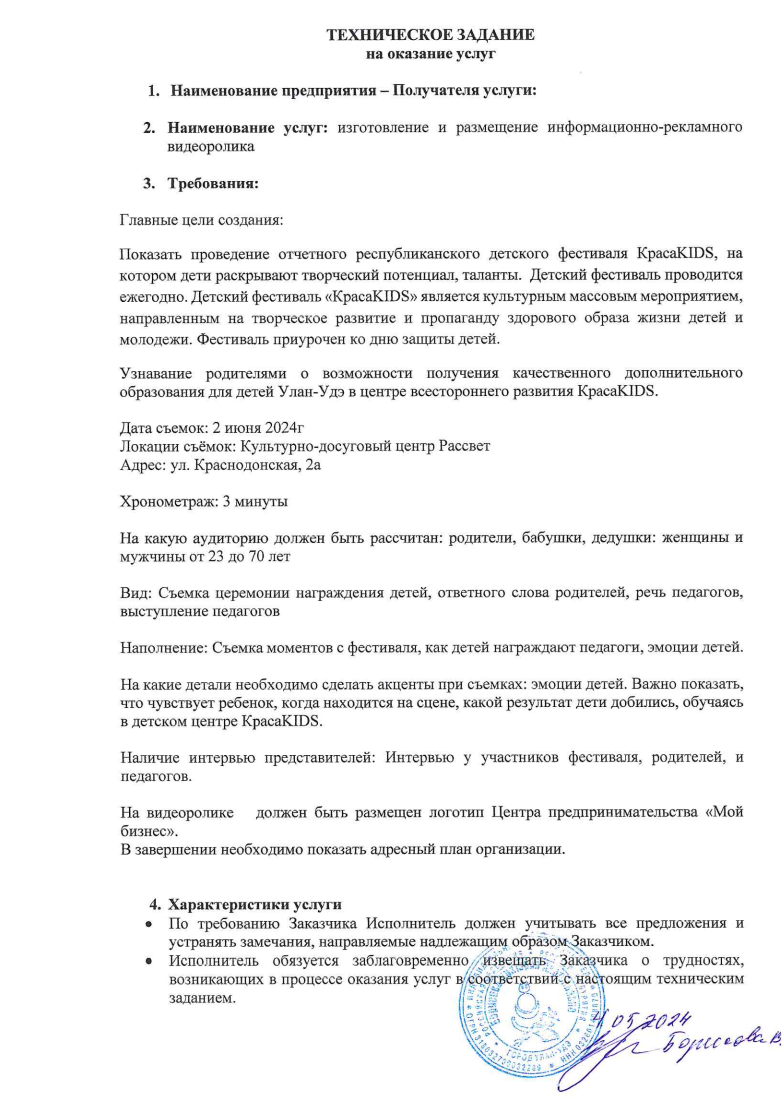 ТЕХНИЧЕСКОЕ ЗАДАНИЕ
на оказание услуг
1. Наименование предприятия – Получателя услуги:
2. Наименование услуг: изготовление и размещение информационно-рекламного
видеоролика
3. Требования:
Главные цели создания:
Показать проведение отчетного республиканского детского фестиваля КрасаKIDS, на
котором дети раскрывают творческий потенциал, таланты. Детский фестиваль проводится
ежегодно. Детский фестиваль «КрасаKIDS» является культурным массовым мероприятием,
направленным на творческое развитие и пропаганду здорового образа жизни детей и
молодежи. Фестиваль приурочен ко дню защиты детей.
Узнавание родителями о возможности получения качественного дополнительного
образования для детей Улан-Удэ в центре всестороннего развития КрасаKIDS.
Дата съемок: 2 июня 2024г
Локации съёмок: Культурно-досуговый центр Рассвет
Адрес: ул. Краснодонская, 2а
Хронометраж: 3 минуты
На какую аудиторию должен быть рассчитан: родители, бабушки, дедушки: женщины и
мужчины от 23 до 70 лет
Вид: Съемка церемонии награждения детей, ответного слова родителей, речь педагогов,
выступление педагогов
Наполнение: Съемка моментов с фестиваля, как детей награждают педагоги, эмоции детей.
На какие детали необходимо сделать акценты при съемках: эмоции детей. Важно показать,
что чувствует ребенок, когда находится на сцене, какой результат дети добились, обучаясь
в детском центре КрасаKIDS.
Наличие интервью представителей: Интервью у участников фестиваля, родителей, и
педагогов.
На видеоролике должен быть размещен логотип Центра предпринимательства «Мой
бизнес».
В завершении необходимо показать адресный план организации.
4. Характеристики услуги
• По требованию Заказчика Исполнитель должен учитывать все предложения и
устранять замечания, направляемые надлежащим образом Заказчиком.
• Исполнитель обязуется заблаговременно извещать Заказчика о трудностях,
возникающих в процессе оказания услуг в соответствии с настоящим техническим
заданием.
ГОРОД УЛАН-УДЭ
05 2024
Борисова В